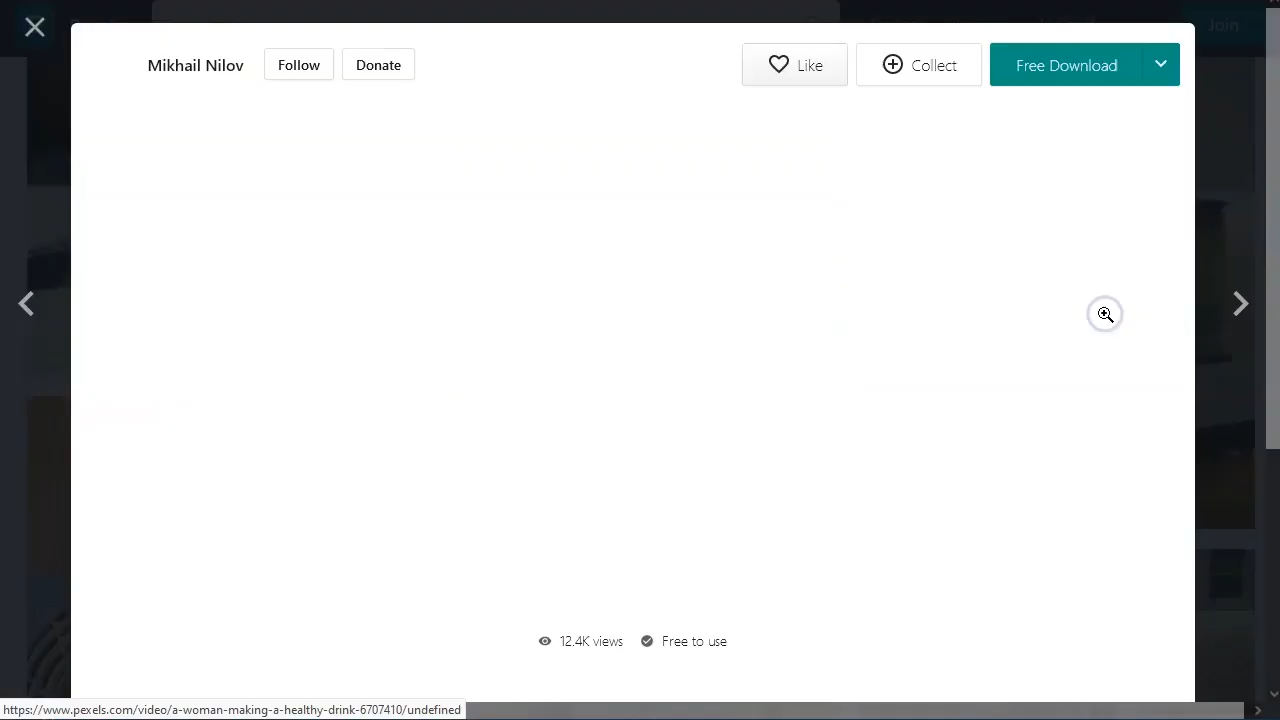 Join
Mikhail Nilov
Follow
Donate
Like
Collect
Free Download
12.4K views
Free to use
https://www.pexels.com/video/a-woman-making-a-healthy-drink-6707410/undefined